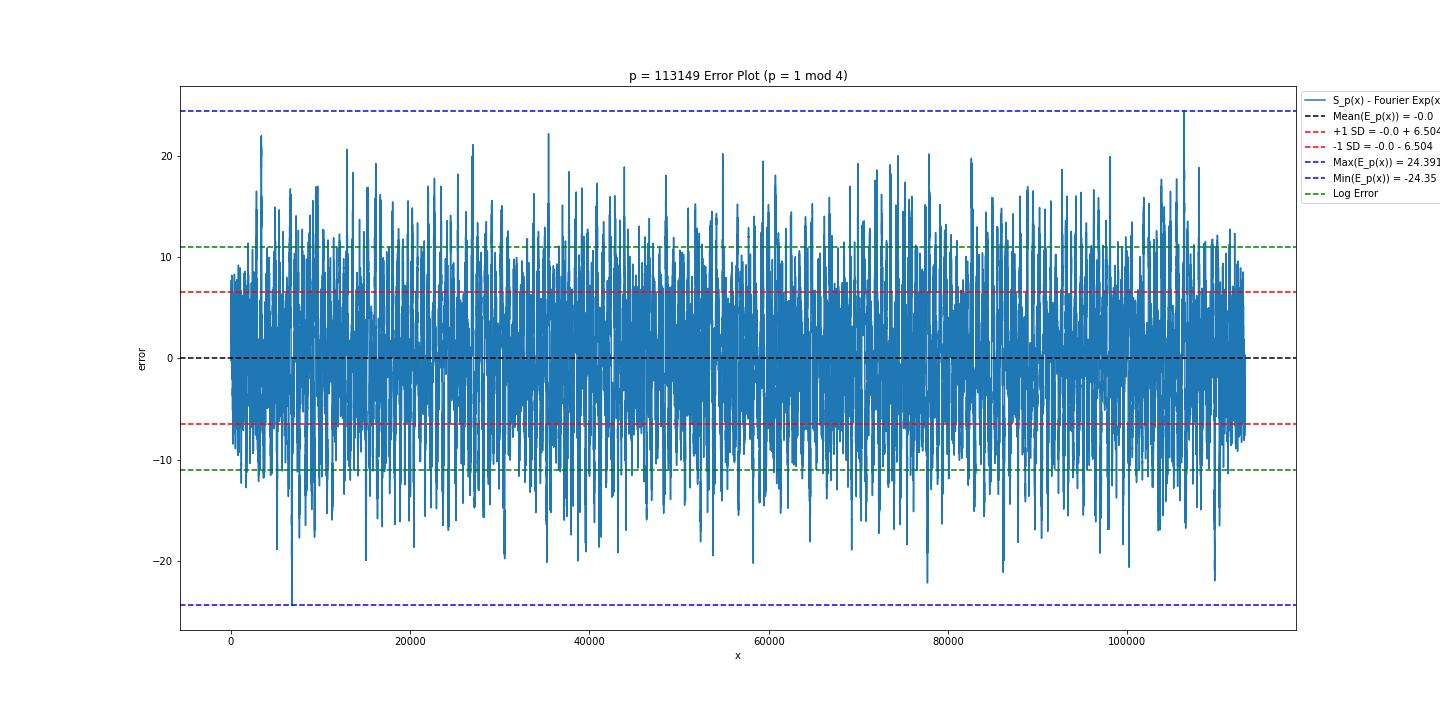 p = 113149 Error Plot (p = 1 mod 4)
S_p(x) - Fourier Exp(x
Mean(E_p(x)) = -0.0
+1 SD = -0.0 + 6.504
-1 SD = -0.0 - 6.504
Max(E_p(x)) = 24.391
Min(E_p(x)) = -24.35
Log Error
error
20
10
0
−10
−20
0
20000
40000
60000
80000
100000
x